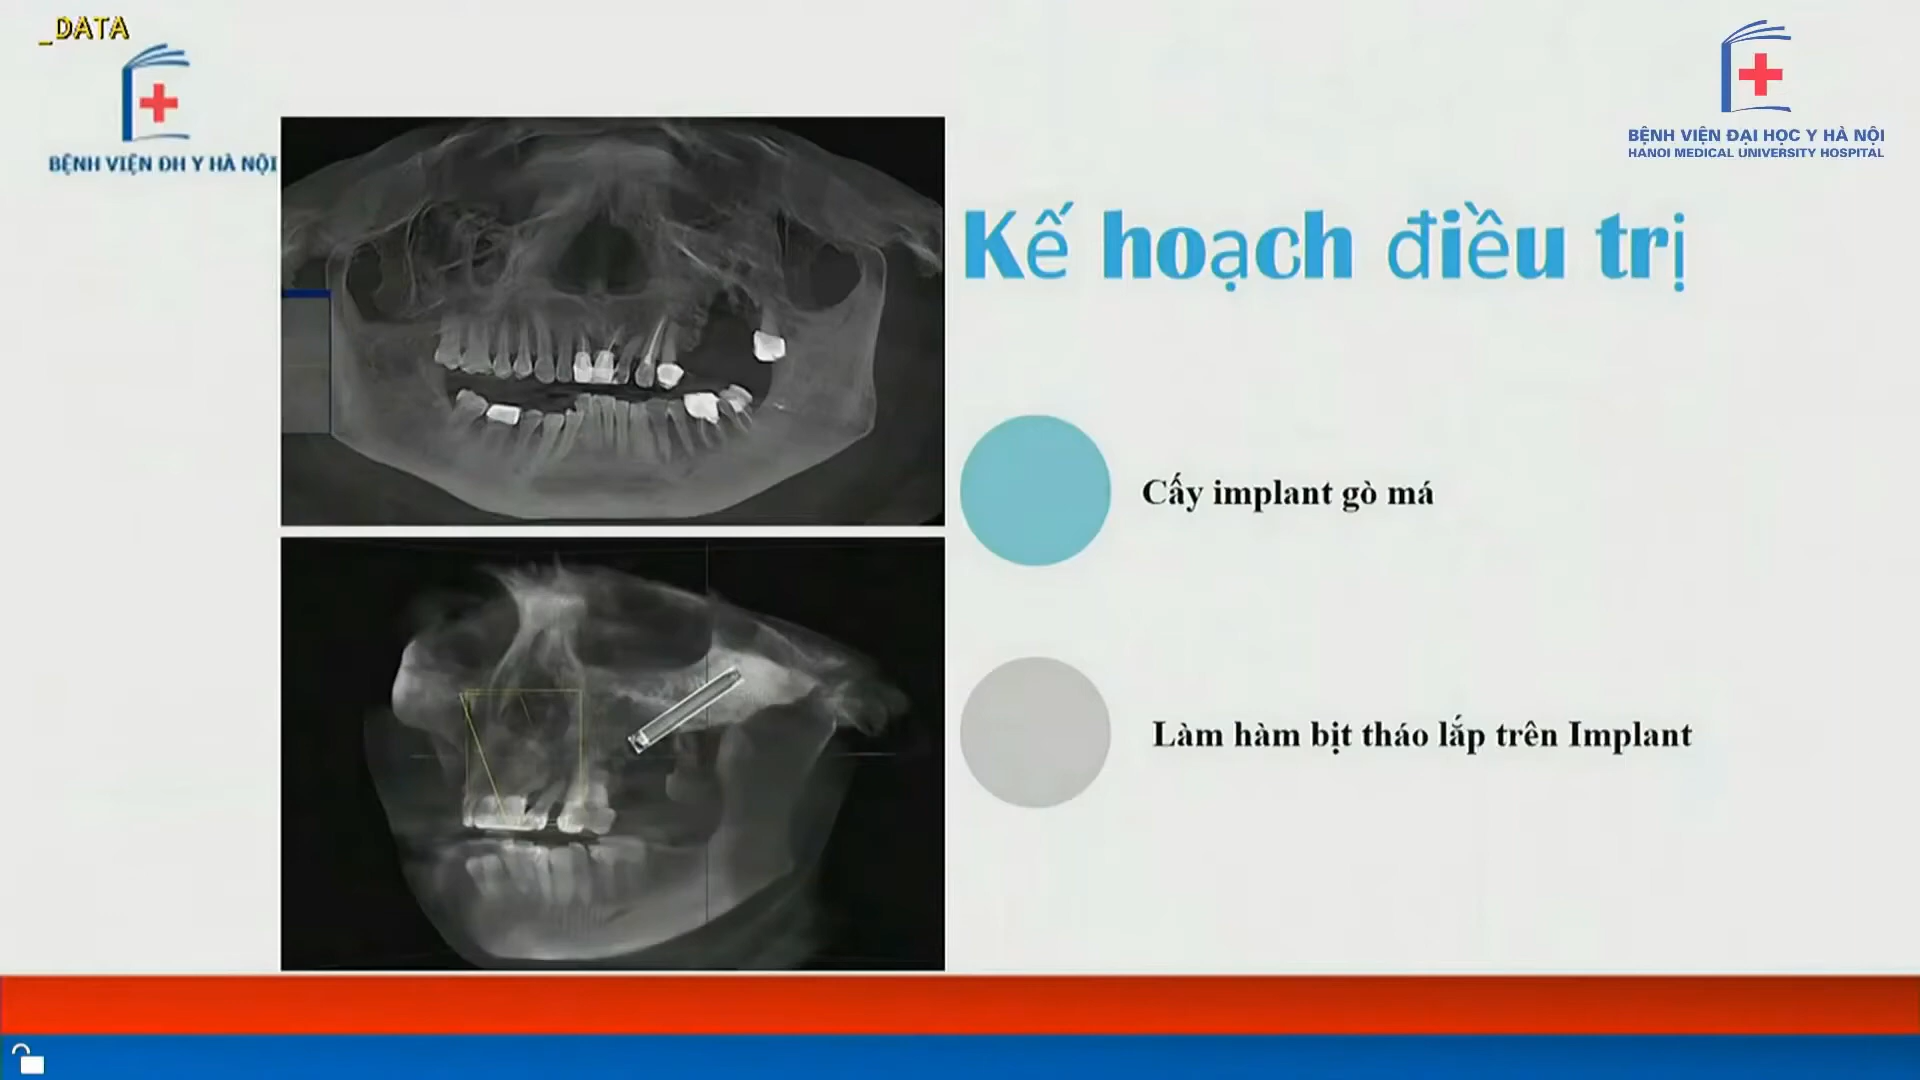 _DATA
BỆNH VIỆN ĐH Y HÀ NỘI
BỆNH VIỆN ĐẠI HỌC Y HÀ NỘI
HANOI MEDICAL UNIVERSITY HOSPITAL
Kế hoạch điều trị
Cấy implant gò má
Làm hàm bịt tháo lắp trên Implant